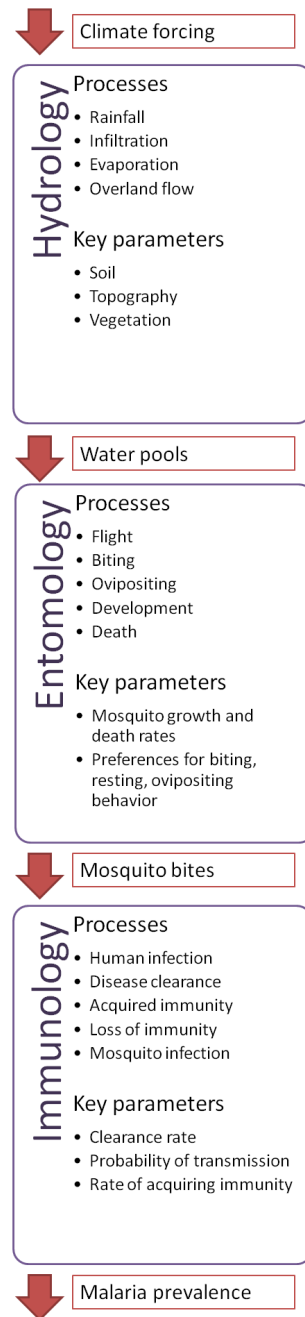 Climate forcing
Hydrology
Processes
• Rainfall
• Infiltration
• Evaporation
• Overland flow
Key parameters
• Soil
• Topography
• Vegetation
Water pools
Entomology
Processes
• Flight
• Biting
• Ovipositing
• Development
• Death
Key parameters
• Mosquito growth and
death rates
• Preferences for biting,
resting, ovipositing
behavior
Mosquito bites
Immunology
Processes
• Human infection
• Disease clearance
• Acquired immunity
• Loss of immunity
• Mosquito infection
Key parameters
• Clearance rate
• Probability of transmission
• Rate of acquiring immunity
Malaria prevalence